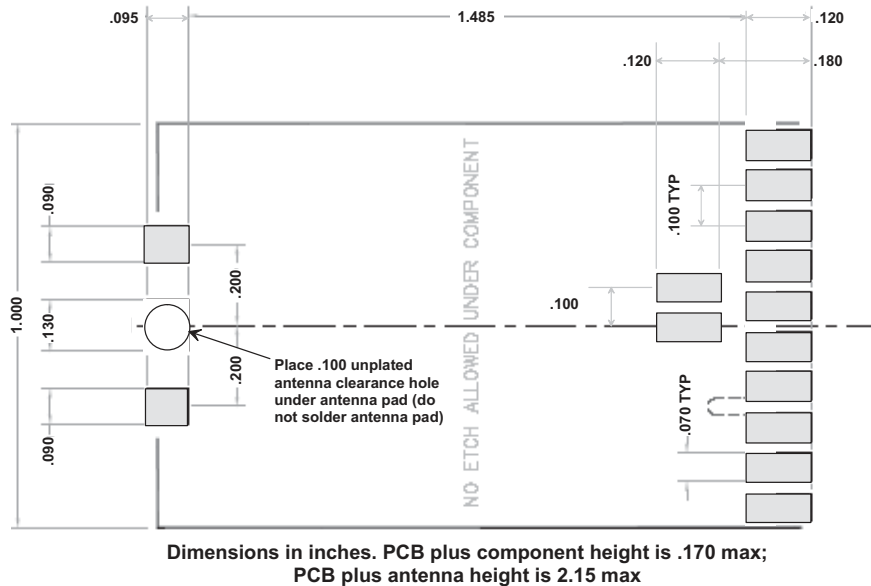 .095
1.485
.120
.120
.180
.090
.100 TYP
.200
.100
1.000
.130
NO ETCH ALLOWED UNDER COMPONENT
Place .100 unplated
antenna clearance hole
under antenna pad (do
not solder antenna pad)
.200
.070 TYP
.090
Dimensions in inches. PCB plus component height is .170 max;
PCB plus antenna height is 2.15 max